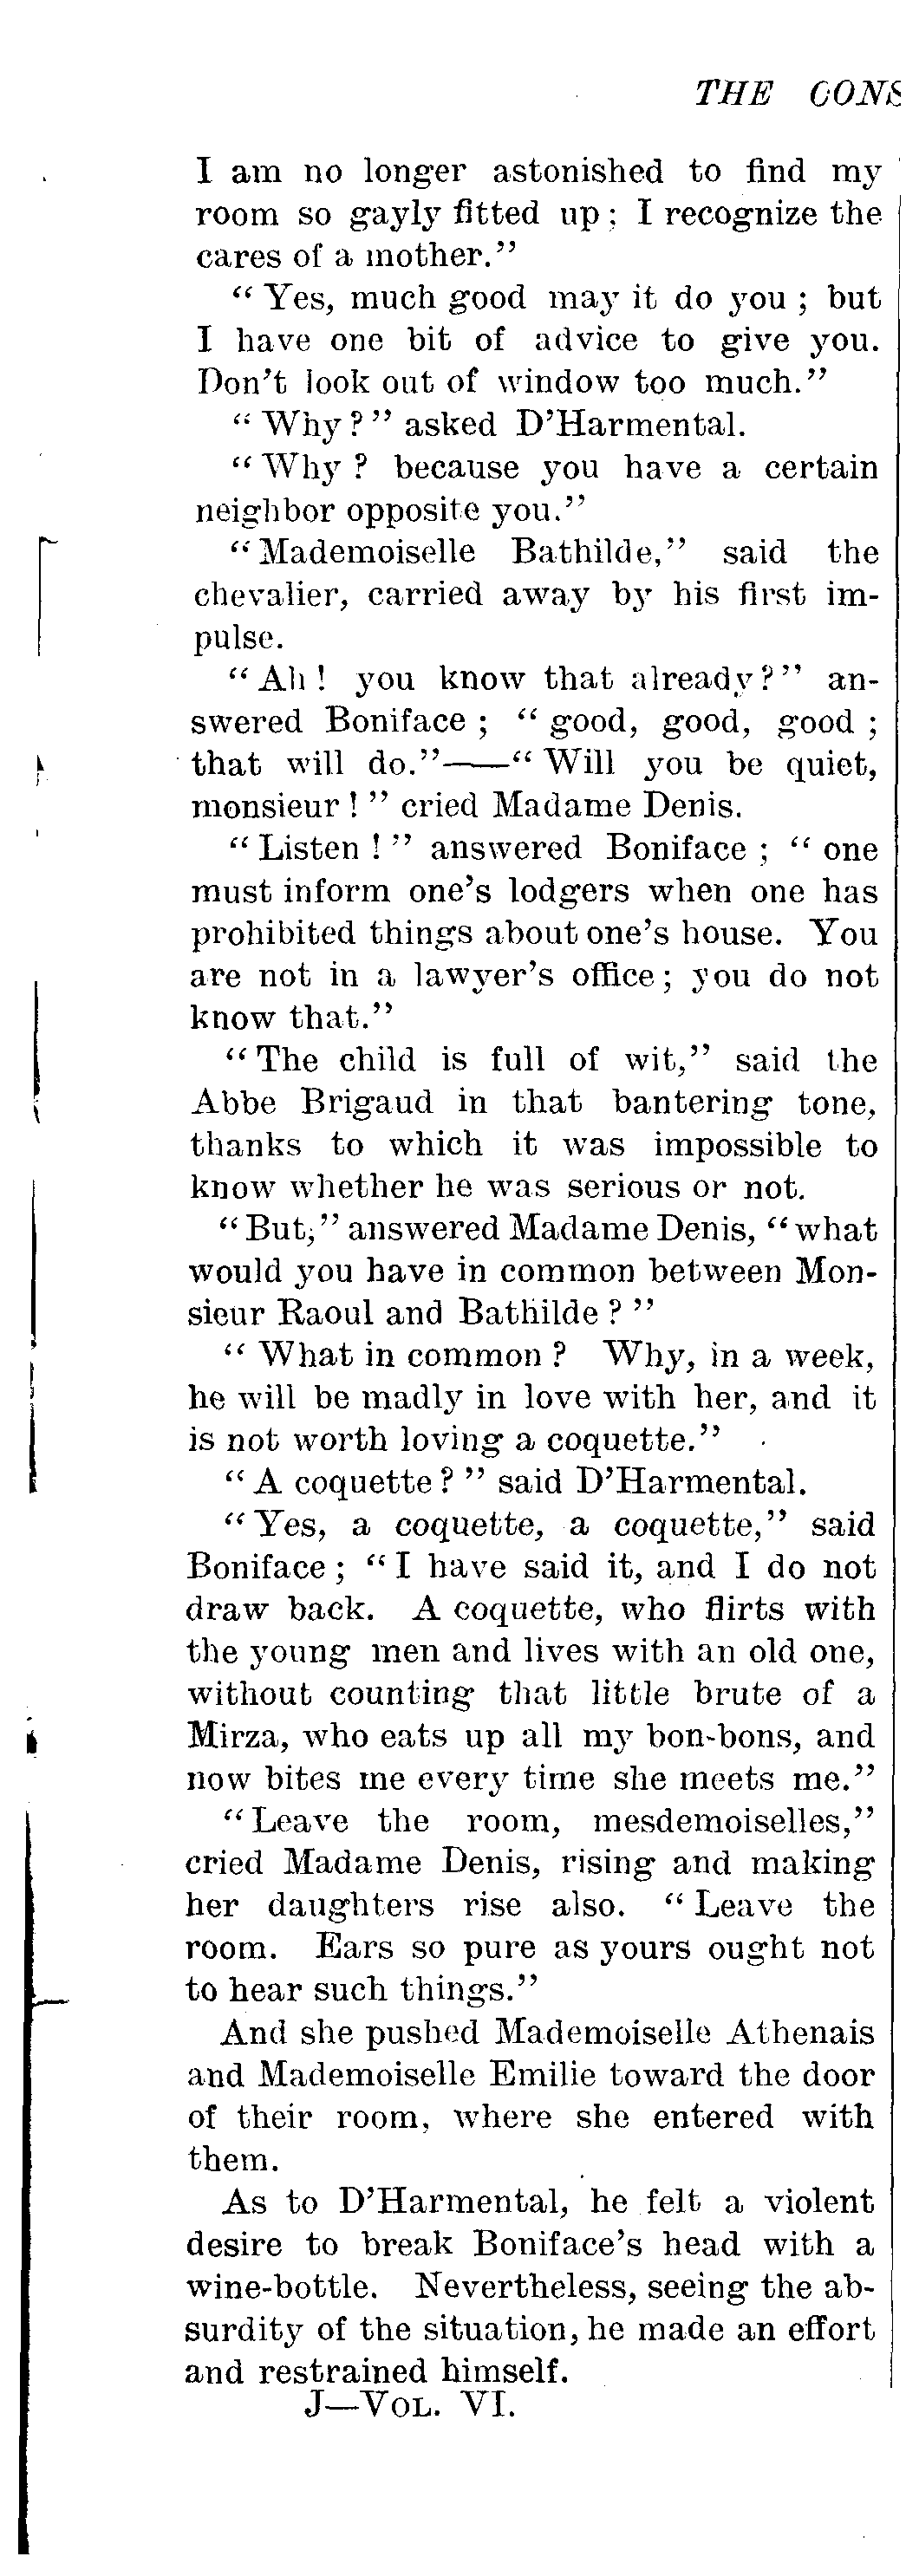 THE CONS
I am no longer astonished to find my
room so gayly fitted up; I recognize the
cares of a mother."
"Yes, much good may it do you; but
I have one bit of advice to give you.
Don't look out of window too much."
"Why?" asked D'Harmental.
"Why? because you have a certain
neighbor opposite you."
"Mademoiselle Bathilde," said the
chevalier, carried away by his first im-
pulse.
"Ah! you know that already?" an-
swered Boniface; "good, good, good;
that will do."——"Will you be quiet,
monsieur!" cried Madame Denis.
"Listen!" answered Boniface; "one
must inform one's lodgers when one has
prohibited things about one's house. You
are not in a lawyer's office; you do not
know that."
"The child is full of wit," said the
Abbe Brigaud in that bantering tone,
thanks to which it was impossible to
know whether he was serious or not.
"But," answered Madame Denis, "what
would you have in common between Mon-
sieur Raoul and Bathilde?"
"What in common? Why, in a week,
he will be madly in love with her, and it
is not worth loving a coquette."
"A coquette?" said D'Harmental.
"Yes, a coquette, a coquette," said
Boniface; "I have said it, and I do not
draw back. A coquette, who flirts with
the young men and lives with an old one,
without counting that little brute of a
Mirza, who eats up all my bon-bons, and
now bites me every time she meets me."
"Leave the room, mesdemoiselles,"
cried Madame Denis, rising and making
her daughters rise also. "Leave the
room. Ears so pure as yours ought not
to hear such things."
And she pushed Mademoiselle Athenais
and Mademoiselle Emilie toward the door
of their room, where she entered with
them.
As to D'Harmental, he felt a violent
desire to break Boniface's head with a
wine-bottle. Nevertheless, seeing the ab-
surdity of the situation, he made an effort
and restrained himself.
J—VOL. VI.